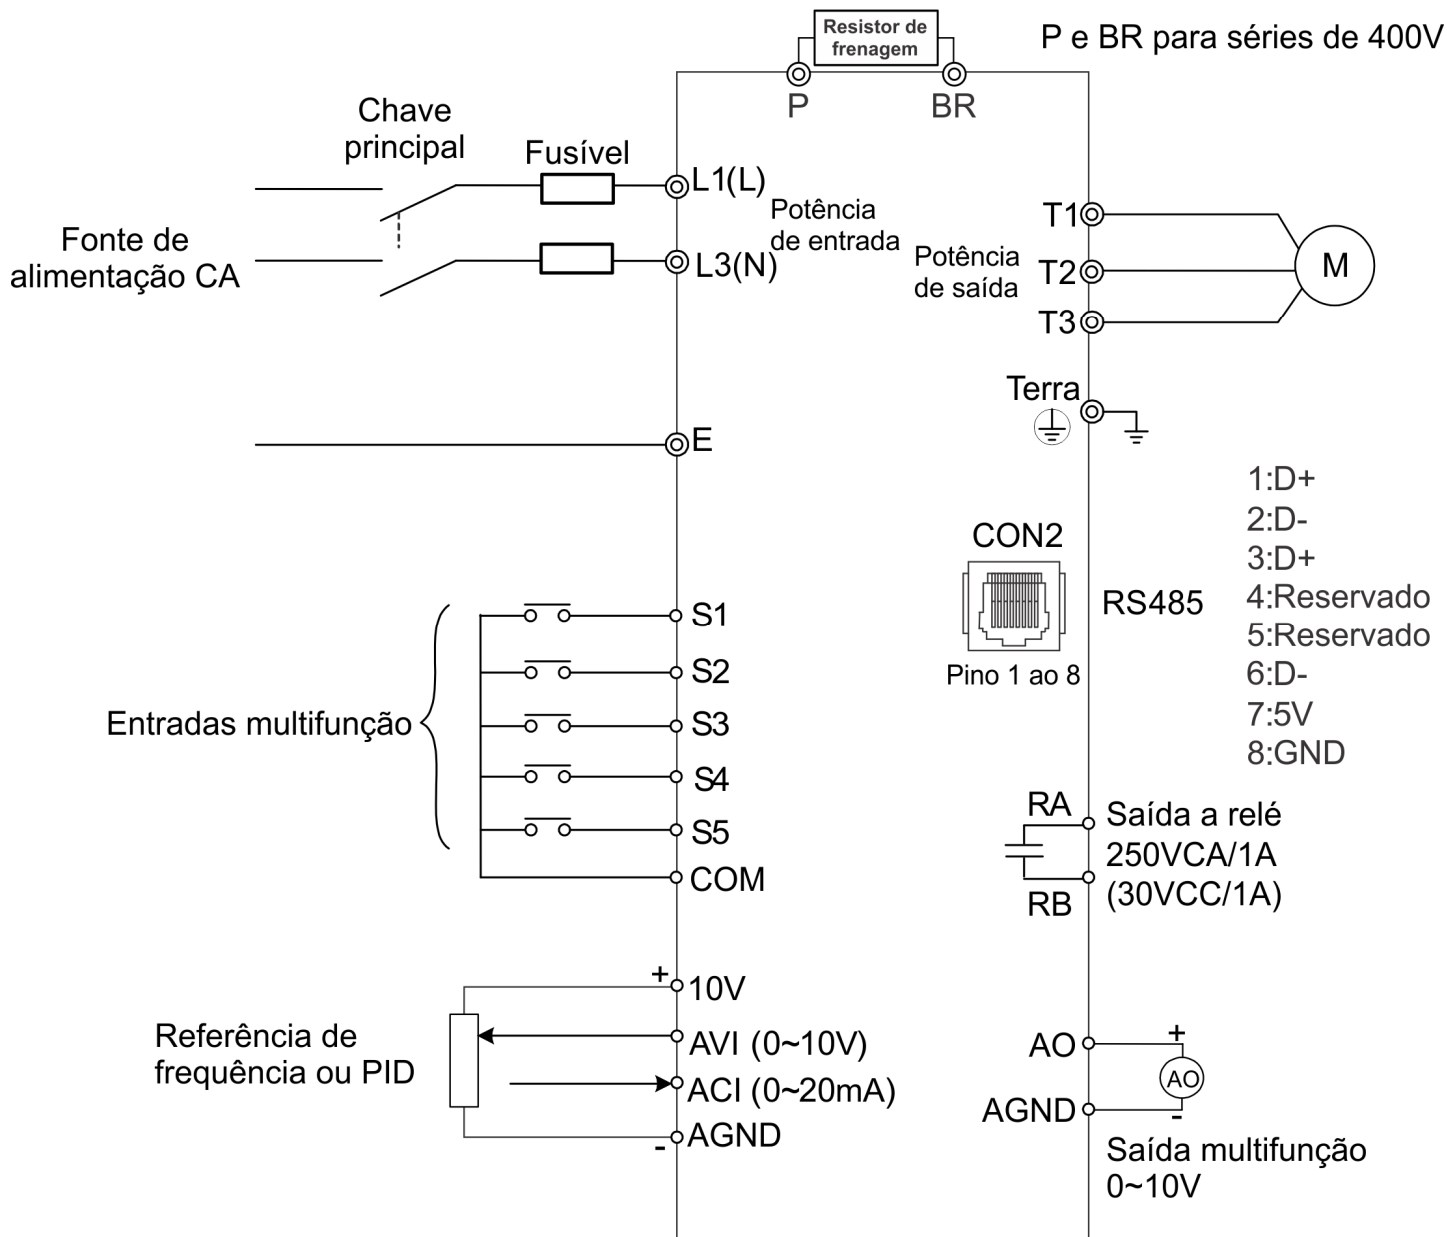 Resistor de
frenagem
P e BR para séries de 400V
P
BR
Chave
principal
Fusível
L1(L)
Potência
de entrada
Fonte de
alimentação CA
L3(N)
T1
Potência
de saída
T2
M
T3
Terra
E
1:D+
2:D-
3:D+
4:Reservado
5:Reservado
6:D-
7:5V
8:GND
CON2
RS485
Pino 1 ao 8
Entradas multifunção
S1
S2
S3
S4
S5
COM
RA
Saída a relé
250VCA/1A
(30VCC/1A)
RB
+
10V
Referência de
frequência ou PID
AVI (0~10V)
ACI (0~20mA)
-
AGND
AO
+
AO
AGND
-
Saída multifunção
0~10V